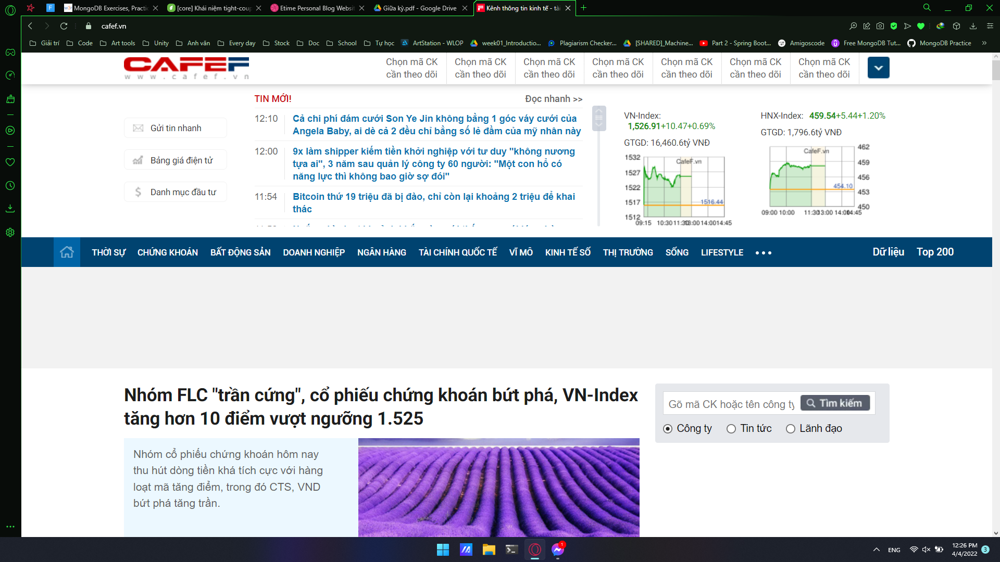 MongoDB Exercises, Practic
[core] Khái niệm tight-coup
Etime Personal Blog Websit
Giữa kỳ.pdf - Google Drive
Kênh thông tin kinh tế - tài
cafef.vn
Giải trí
Code
Art tools
Unity
Anh văn
Every day
Stock
Doc
School
Tự học
ArtStation - WLOP
week01_Introductio...
Plagiarism Checker...
[SHARED]_Machine...
Part 2 - Spring Boot...
Amigoscode
Free MongoDB Tut...
MongoDB Practice
CAFEF
www.cafef.vn
Chọn mã CK
cần theo dõi
Chọn mã CK
cần theo dõi
Chọn mã CK
cần theo dõi
Chọn mã CK
cần theo dõi
Chọn mã CK
cần theo dõi
Chọn mã CK
cần theo dõi
Chọn mã CK
cần theo dõi
Gửi tin nhanh
Bảng giá điện tử
Danh mục đầu tư
TIN MỚI!
Đọc nhanh >>
12:10
Cả chi phí đám cưới Son Ye Jin không bằng 1 góc váy cưới của
Angela Baby, ai dè cả 2 đều chỉ bằng số lẻ đầm của mỹ nhân này
12:00
9x làm shipper kiếm tiền khởi nghiệp với tư duy "không nương
tựa ai", 3 năm sau quản lý công ty 60 người: "Một con hổ có
năng lực thì không bao giờ sợ đói"
11:54
Bitcoin thứ 19 triệu đã bị đào, chỉ còn lại khoảng 2 triệu để khai
thác
VN-Index:
1,526.91+10.47+0.69%
GTGD: 16,460.6tỷ VNĐ
CafeF.vn
1532
1527
1522
1517
1512
1516.44
09:15 10:30 11:30 13:00 14:00 14:45
HNX-Index: 459.54+5.44+1.20%
GTGD: 1,796.6tỷ VNĐ
CafeF.vn
462
459
456
453
450
454.10
09:00 10:00 11:30 13:00 14:00 14:45
THỜI SỰ
CHỨNG KHOÁN
BẤT ĐỘNG SẢN
DOANH NGHIỆP
NGÂN HÀNG
TÀI CHÍNH QUỐC TẾ
VĨ MÔ
KINH TẾ SỐ
THỊ TRƯỜNG
SỐNG
LIFESTYLE
Dữ liệu
Top 200
Nhóm FLC "trần cứng", cổ phiếu chứng khoán bứt phá, VN-Index
tăng hơn 10 điểm vượt ngưỡng 1.525
Nhóm cổ phiếu chứng khoán hôm nay
thu hút dòng tiền khá tích cực với hàng
loạt mã tăng điểm, trong đó CTS, VND
bứt phá tăng trần.
Gõ mã CK hoặc tên công ty
Tìm kiếm
Công ty
Tin tức
Lãnh đạo
1
ENG
12:26 PM
4/4/2022
3